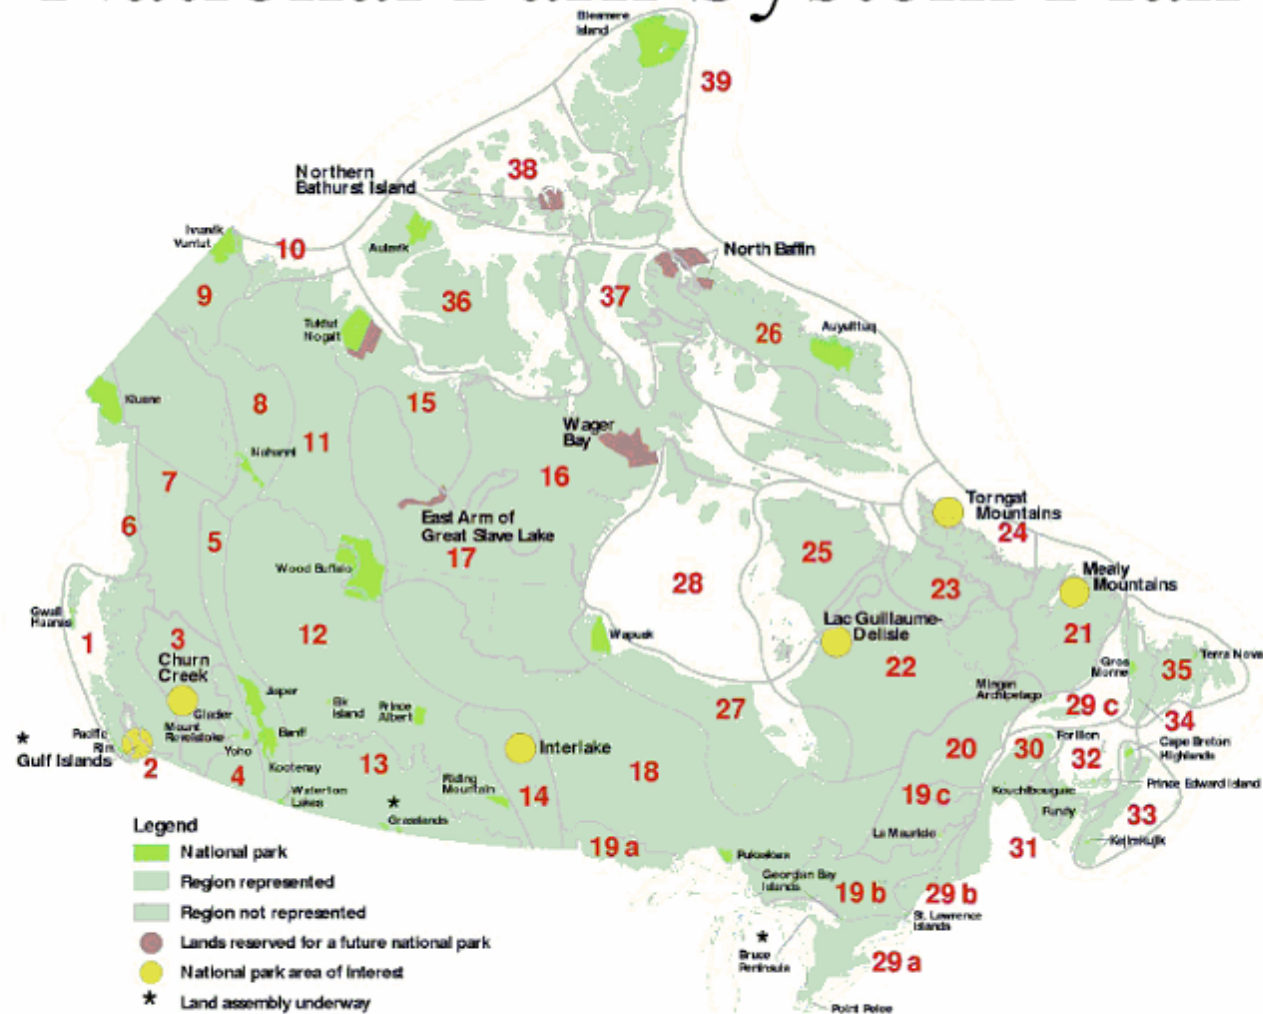 National Park System Plan
Ellesmere
Island
39
38
Northern
Bathurst Island
Ivvavik
Vuntut
10
Aulavik
North Baffin
9
36
37
Tuktut
Nogait
26
Auyuittuq
Kluane
8
15
11
Wager
Bay
Nahanni
7
16
6
5
East Arm of
Great Slave Lake
17
Torngat
Mountains
24
25
Wood Buffalo
28
23
Mealy
Mountains
Gwaii
Haanas
1
3
12
Wapusk
Lac Guillaume-
Delisle
21
Churn
Creek
22
Gros
Morne
35
Terra Nova
Jasper
Elk
Island
Prince
Albert
Mingan
Archipelago
27
29 c
34
Glacier
Mount
Revelstoke
*
Pacific
Rim
Gulf Islands
Banff
Yoho
Interlake
20
30
Forillon
32
Cape Breton
Highlands
2
4
Kootenay
13
18
Riding
Mountain
14
Waterton
Lakes
*
Grasslands
19 c
Kouchibouguac
Prince Edward Island
Fundy
33
La Mauricie
31
Kejimkujik
19 a
Pukaskwa
Georgian Bay
Islands
19 b
29 b
St. Lawrence
Islands
*
Bruce
Peninsula
29 a
Point Pelee
Legend
National park
Region represented
Region not represented
Lands reserved for a future national park
National park area of interest
* Land assembly underway